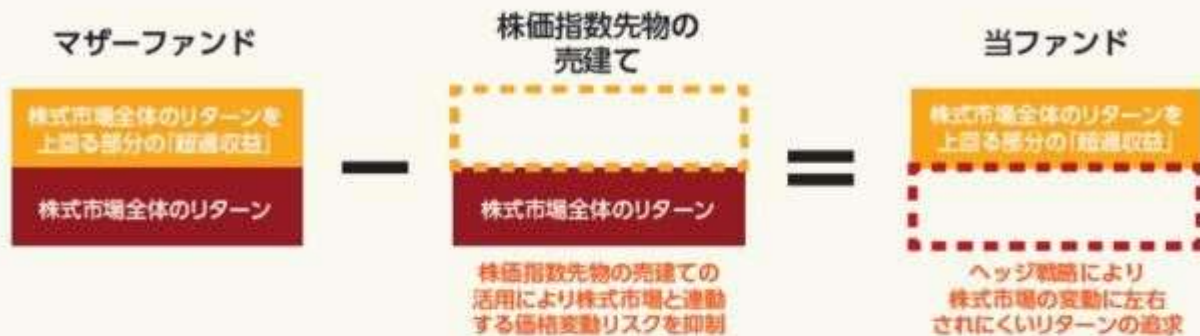 マザーファンド
株式市場全体のリターンを
上回る部分の「超過収益」
株式市場全体のリターン
株価指数先物の
売建て
株式市場全体のリターン
株価指数先物の売建ての
活用により株式市場と連動
する価格変動リスクを抑制
当ファンド
株式市場全体のリターンを
上回る部分の「超過収益」
ヘッジ戦略により
株式市場の変動に左右
されにくいリターンの追求